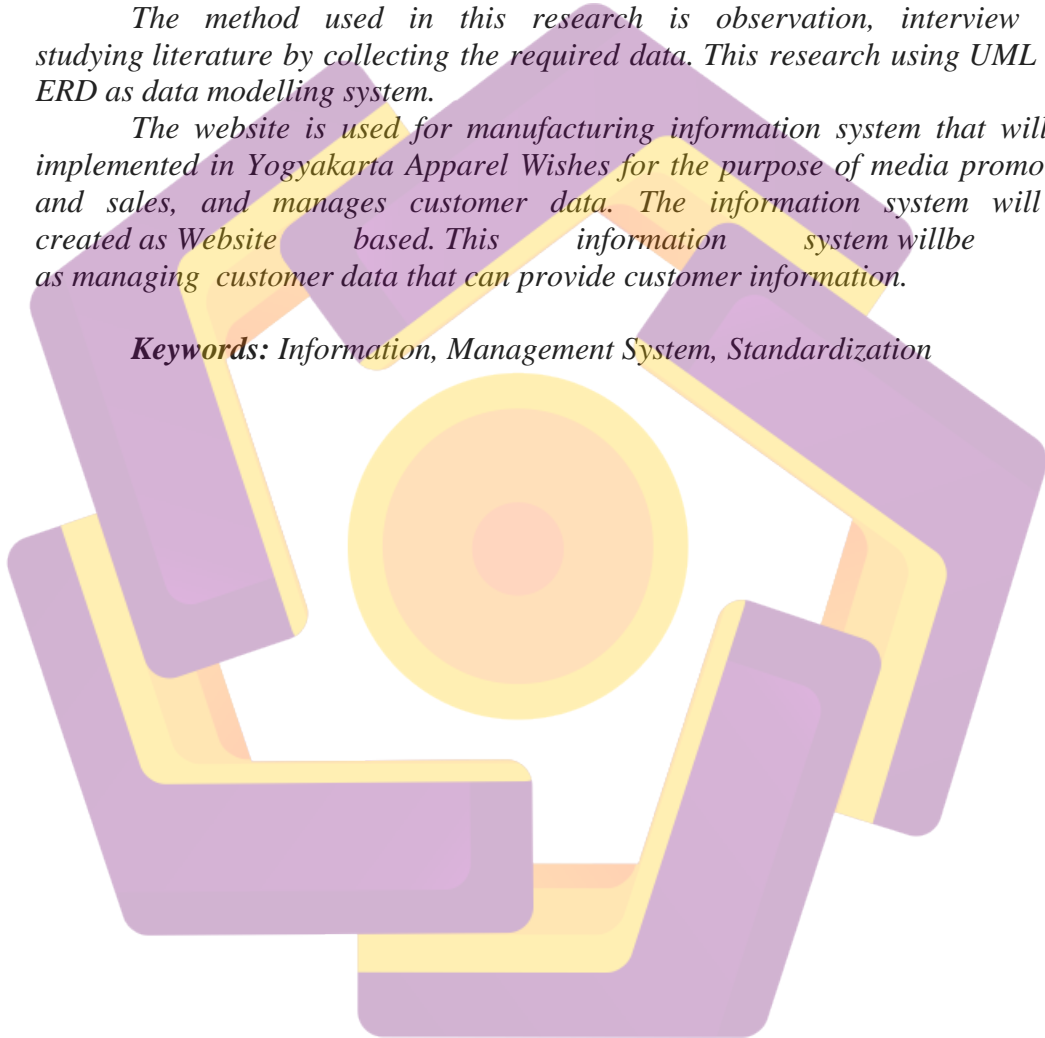 The method used in this research is observation, interview
studying literature by collecting the required data. This research using UML
ERD as data modelling system.
The website is used for manufacturing information system that will
implemented in Yogyakarta Apparel Wishes for the purpose of media promo
and sales, and manages customer data. The information system will
created as Website based. This information system willbe
as managing customer data that can provide customer information.
Keywords: Information, Management System, Standardization